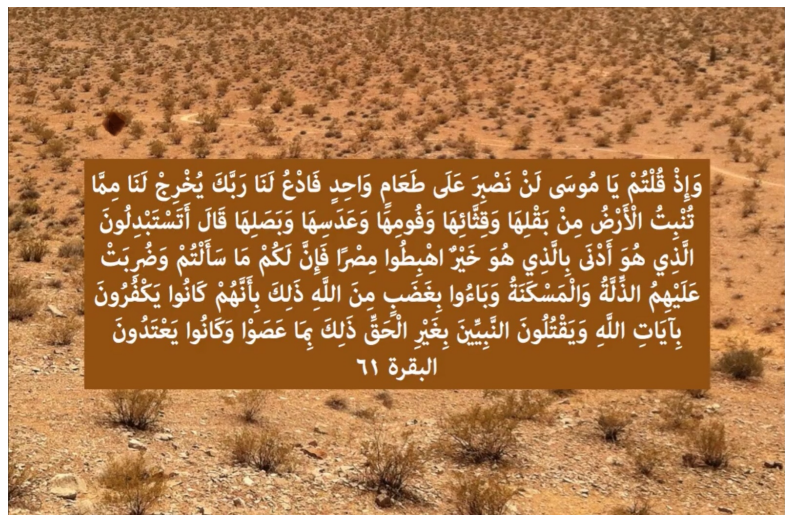 وَإِذْ قُلْتُمْ يَا مُوسَى لَنْ نَصْبِرَ عَلَى طَعَامٍ وَاحِدٍ فَادْعُ لَنَا رَبَّكَ يُخْرِجْ لَنَا مِمَّا
تُنْبِتُ الْأَرْضُ مِنْ بَقْلِهَا وَقِثَّائِهَا وَفُومِهَا وَعَدَسِهَا وَبَصَلِهَا قَالَ أَتَسْتَبْدِلُونَ
الَّذِي هُوَ أَدْنَى بِالَّذِي هُوَ خَيْرٌ اهْبِطُوا مِصْرًا فَإِنَّ لَكُمْ مَا سَأَلْتُمْ وَضُرِبَتْ
عَلَيْهِمُ الذِّلَّةُ وَالْمَسْكَنَةُ وَبَاءُوا بِغَضَبٍ مِنَ اللَّهِ ذَلِكَ بِأَنَّهُمْ كَانُوا يَكْفُرُونَ
بِآيَاتِ اللَّهِ وَيَقْتُلُونَ النَّبِيِّينَ بِغَيْرِ الْحَقِّ ذَلِكَ بِمَا عَصَوْا وَكَانُوا يَعْتَدُونَ
البقرة ٦١